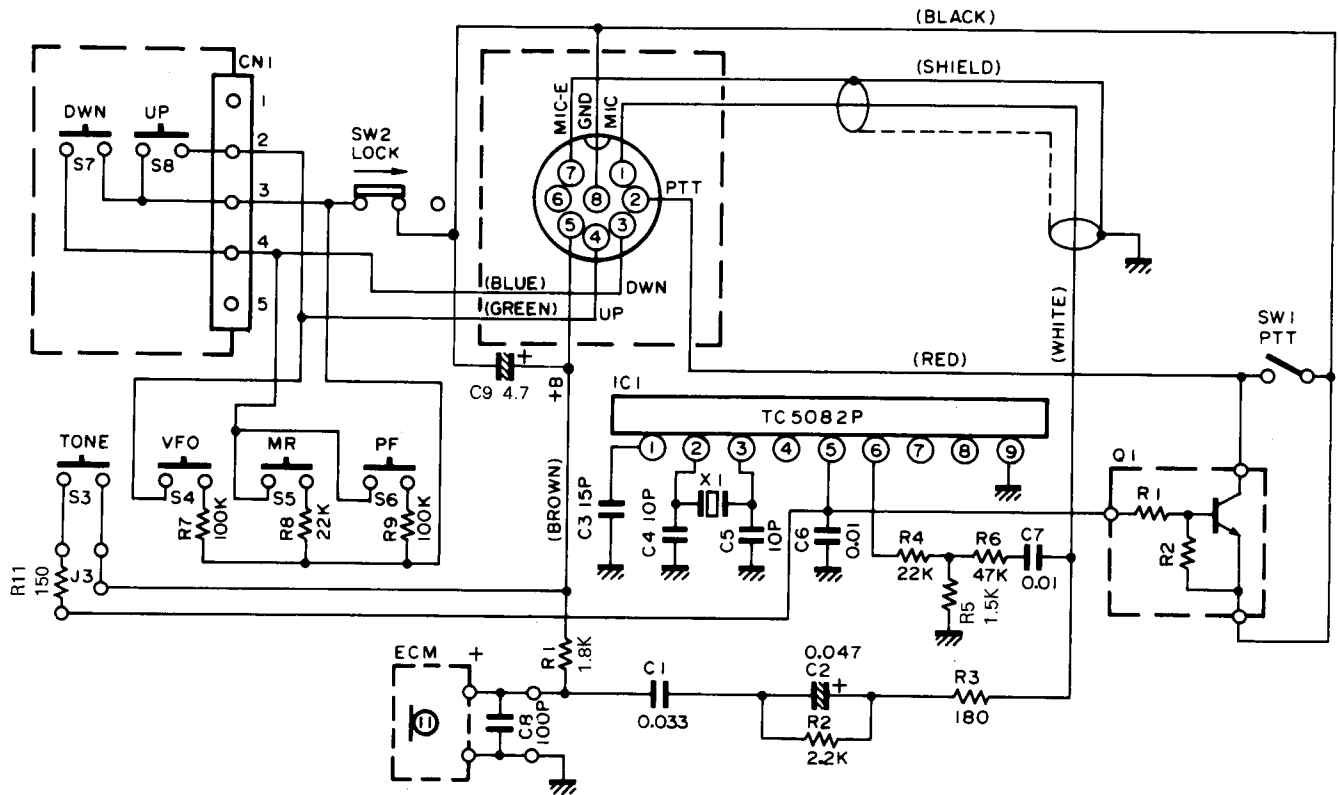 (BLACK)
CN1
(SHIELD)
DWN UP
1
S7 S8
2
3
4
5
SW2
LOCK
MIC-E
GND
MIC
7 1
6 8 2
5 4 3
PTT
(BLUE)
DWN
(GREEN)
UP
(WHITE)
SW1
PTT
(RED)
C9 4.7
+
+B
IC1
TC5082P
1 2 3 4 5 6 7 8 9
TONE
VFO
MR
PF
S3
S4
S5
S6
R7
100K
R8
22K
R9
100K
(BROWN)
C3 15P
C4 10P
X1
C5
10P
C6
0.01
R4
22K
R6
47K
C7
0.01
R5
1.5K
Q1
R1
R2
R11
150
J3
R1
1.8K
ECM
+
C8
100P
C1
0.033
0.047
C2
+
R2
2.2K
R3
180